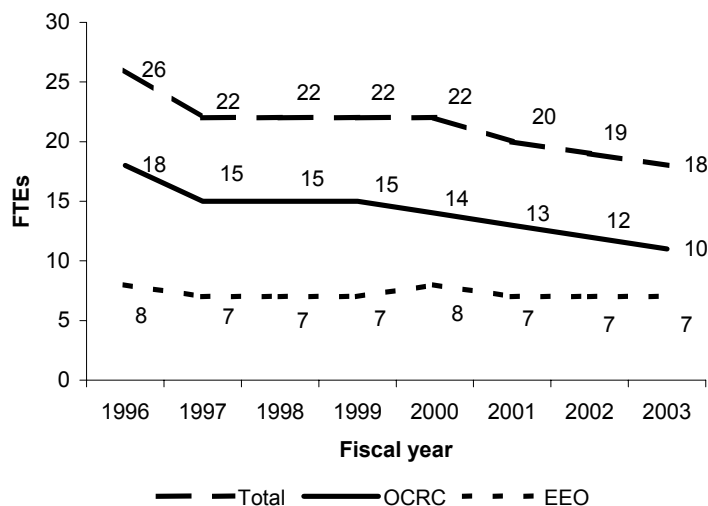 30
25
20
15
10
5
0
FTEs
26 22 22 22 22 20 19 18
18 15 15 15 14 13 12 10
8 7 7 7 8 7 7 7
1996 1997 1998 1999 2000 2001 2002 2003
Fiscal year
Total OCRC EEO